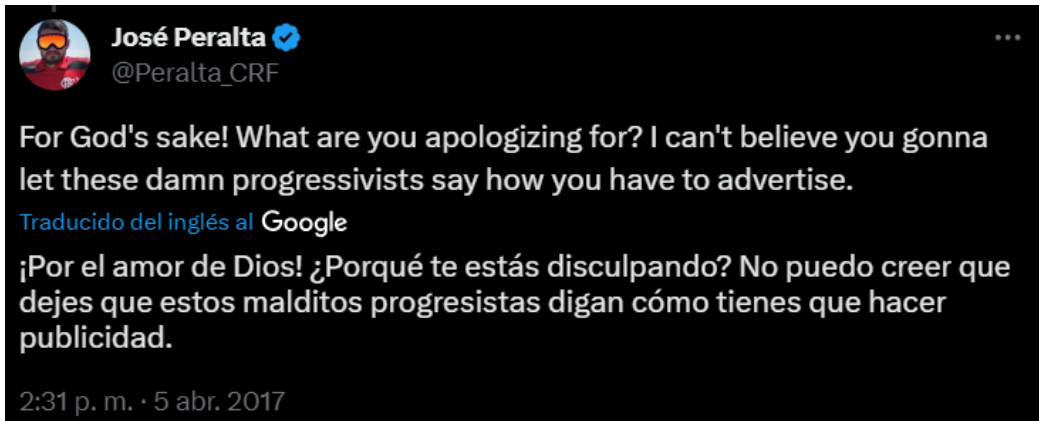 José Peralta
@Peralta_CRF
For God's sake! What are you apologizing for? I can't believe you gonna
let these damn progressivists say how you have to advertise.
Traducido del inglés al Google
¡Por el amor de Dios! ¿Porqué te estás disculpando? No puedo creer que
dejes que estos malditos progresistas digan cómo tienes que hacer
publicidad.
2:31 p. m. · 5 abr. 2017